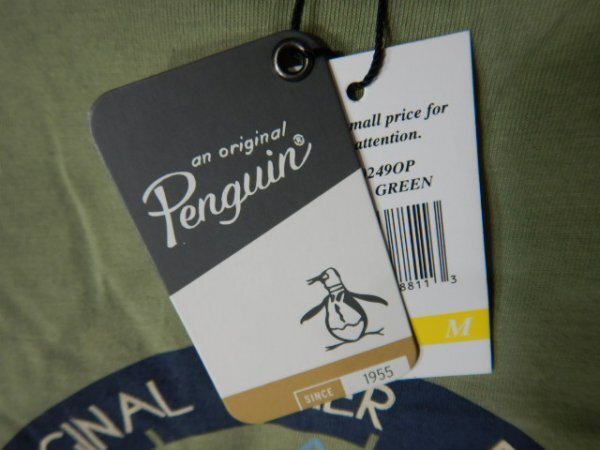 an original
Penguin®
SINCE 1955
mall price for
attention.
249OP
GREEN
8811 3
M
GINAL
ER